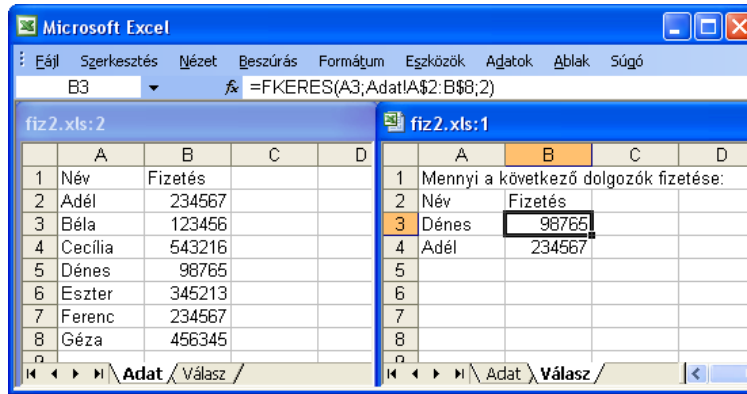 Microsoft Excel
Fájl Szerkesztés Nézet Beszúrás Formátum Eszközök Adatok Ablak Súgó
B3 fx =FKERES(A3;Adat!A$2:B$8;2)
fiz2.xls:2
A B C D
1 Név Fizetés
2 Adél 234567
3 Béla 123456
4 Cecília 543216
5 Dénes 98765
6 Eszter 345213
7 Ferenc 234567
8 Géza 456345
Adat Válasz
fiz2.xls:1
A B C D
1 Mennyi a következő dolgozók fizetése:
2 Név Fizetés
3 Dénes 98765
4 Adél 234567
5
6
7
8
Adat Válasz